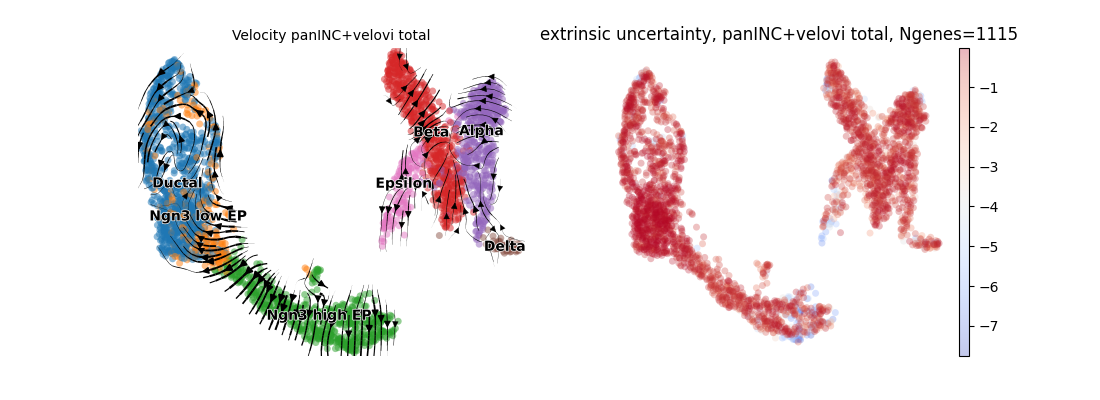 Velocity panINC+velovi total
Beta
Alpha
Ductal
Epsilon
Ngn3 low EP
Delta
Ngn3 high EP
extrinsic uncertainty, panINC+velovi total, Ngenes=1115
−1
−2
−3
−4
−5
−6
−7